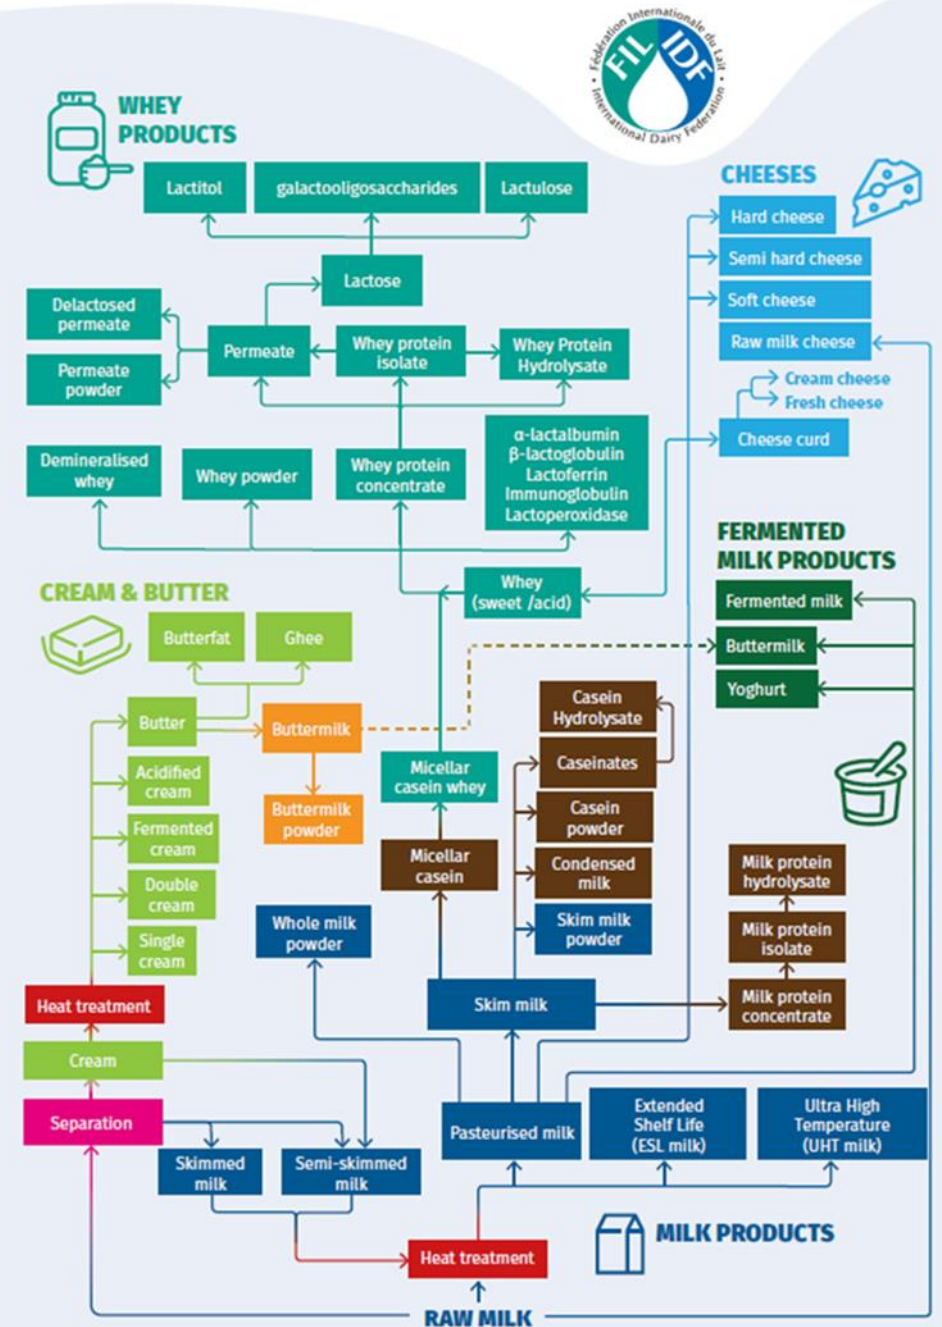 Fédération Internationale du Lait
FIL IDF
International Dairy Federation
WHEY
PRODUCTS
Lactitol
galactooligosaccharides
Lactulose
Lactose
Delactosed
permeate
Permeate
powder
Permeate
Whey protein
isolate
Whey Protein
Hydrolysate
Demineralised
whey
Whey powder
Whey protein
concentrate
α-lactalbumin
β-lactoglobulin
Lactoferrin
Immunoglobulin
Lactoperoxidase
Whey
(sweet /acid)
CHEESES
Hard cheese
Semi hard cheese
Soft cheese
Raw milk cheese
Cream cheese
Fresh cheese
Cheese curd
FERMENTED
MILK PRODUCTS
Fermented milk
Buttermilk
Yoghurt
CREAM & BUTTER
Butterfat
Ghee
Butter
Buttermilk
Acidified
cream
Buttermilk
powder
Fermented
cream
Double
cream
Single
cream
Micellar
casein whey
Micellar
casein
Casein
Hydrolysate
Caseinates
Casein
powder
Condensed
milk
Skim milk
powder
Whole milk
powder
Milk protein
hydrolysate
Milk protein
isolate
Milk protein
concentrate
Heat treatment
Skim milk
Cream
Separation
Pasteurised milk
Extended
Shelf Life
(ESL milk)
Ultra High
Temperature
(UHT milk)
Skimmed
milk
Semi-skimmed
milk
MILK PRODUCTS
Heat treatment
RAW MILK